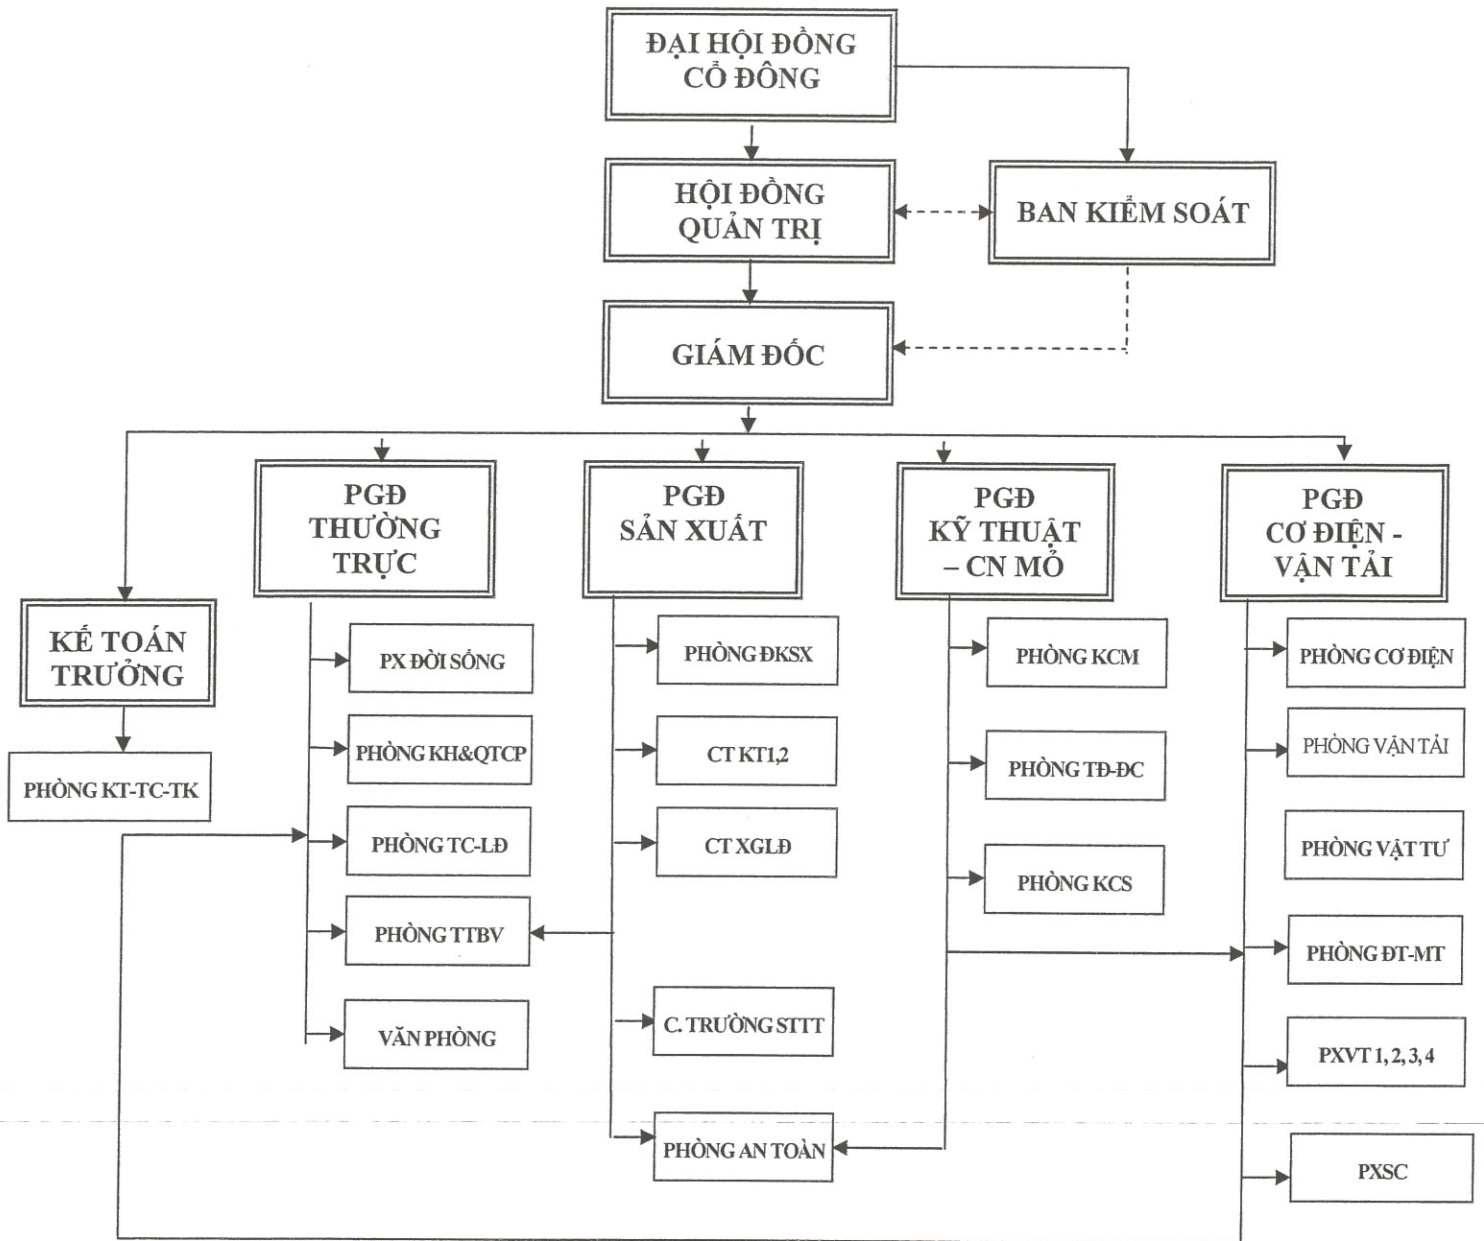 ĐẠI HỘI ĐỒNG
CỔ ĐÔNG
HỘI ĐỒNG
QUẢN TRỊ
BAN KIỂM SOÁT
GIÁM ĐỐC
PGĐ
THƯỜNG
TRỰC
PGĐ
SẢN XUẤT
PGĐ
KỸ THUẬT
– CN MỎ
PGĐ
CƠ ĐIỆN -
VẬN TẢI
KẾ TOÁN
TRƯỞNG
PHÒNG KT-TC-TK
PX ĐỜI SỐNG
PHÒNG KH&QTCP
PHÒNG TC-LĐ
PHÒNG TTBV
VĂN PHÒNG
PHÒNG ĐKSX
CT KT1,2
CT XGLĐ
C. TRƯỜNG STTT
PHÒNG AN TOÀN
PHÒNG KCM
PHÒNG TĐ-ĐC
PHÒNG KCS
PHÒNG CƠ ĐIỆN
PHÒNG VẬN TẢI
PHÒNG VẬT TƯ
PHÒNG ĐT-MT
PXVT 1, 2, 3, 4
PXSC